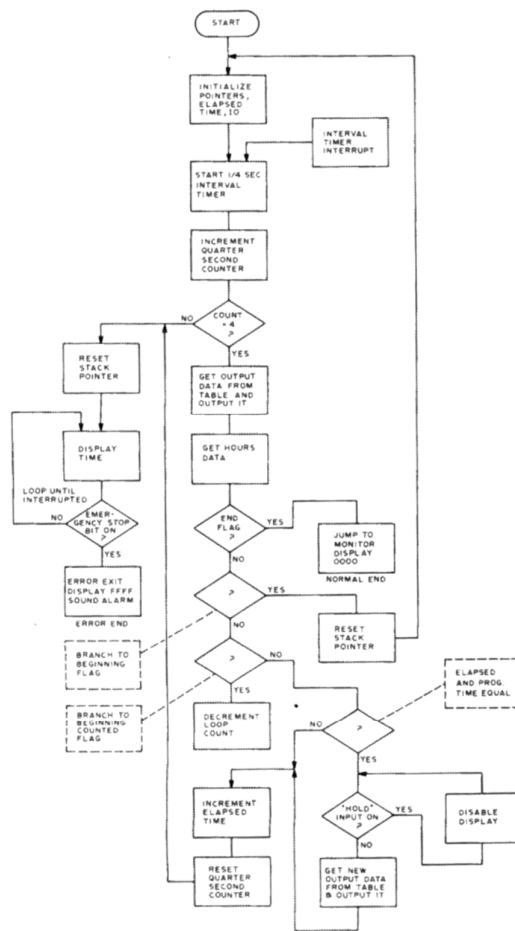 START
INITIALIZE
POINTERS,
ELAPSED
TIME, IO
INTERVAL
TIMER
INTERRUPT
START 1/4 SEC
INTERVAL
TIMER
INCREMENT
QUARTER
SECOND
COUNTER
NO
COUNT
= 4
?
YES
RESET
STACK
POINTER
GET OUTPUT
DATA FROM
TABLE AND
OUTPUT IT
DISPLAY
TIME
GET HOURS
DATA
LOOP UNTIL
INTERRUPTED
NO
EMER-
GENCY STOP
BIT ON
?
YES
END
FLAG
?
YES
NO
JUMP TO
MONITOR
DISPLAY
0000
NORMAL END
ERROR EXIT
DISPLAY FFFF
SOUND ALARM
ERROR END
?
YES
NO
RESET
STACK
POINTER
BRANCH TO
BEGINNING
FLAG
?
NO
YES
ELAPSED
AND PROG.
TIME EQUAL
BRANCH TO
BEGINNING
COUNTED
FLAG
DECREMENT
LOOP
COUNT
NO
?
YES
INCREMENT
ELAPSED
TIME
"HOLD"
INPUT ON
?
YES
NO
DISABLE
DISPLAY
RESET
QUARTER
SECOND
COUNTER
GET NEW
OUTPUT DATA
FROM TABLE
& OUTPUT IT